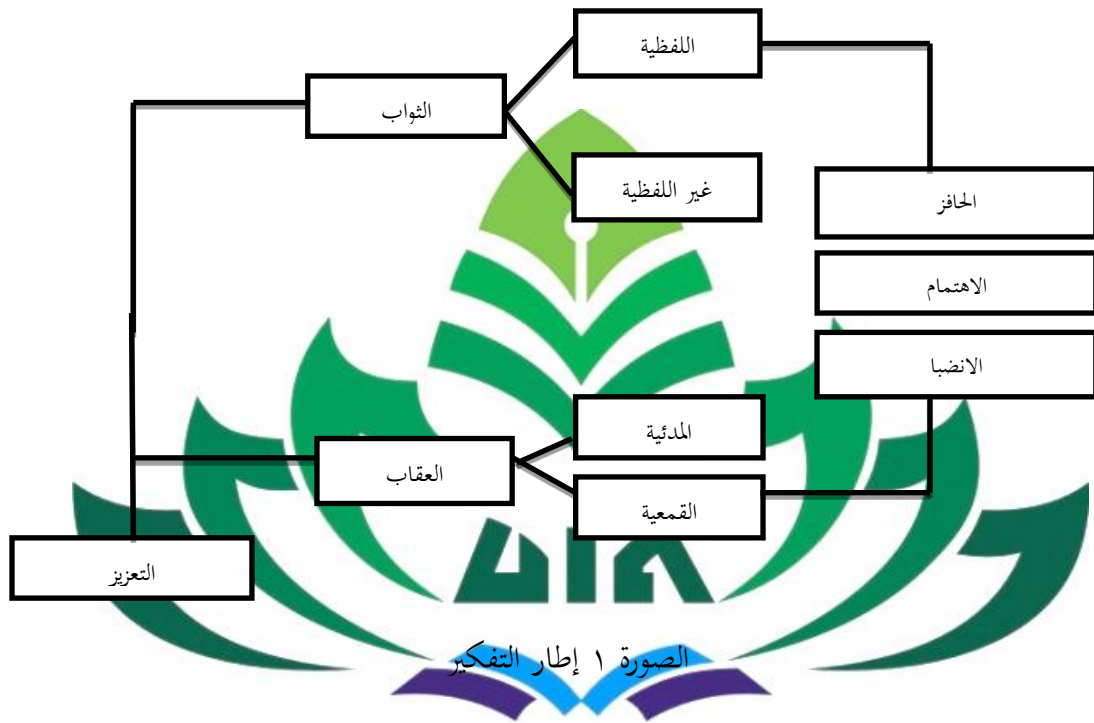 اللفظية
الثواب
غير اللفظية
الحافز
الاهتمام
الانضبا
المدئية
العقاب
القمعية
التعزيز
الصورة ١ إطار التفكير